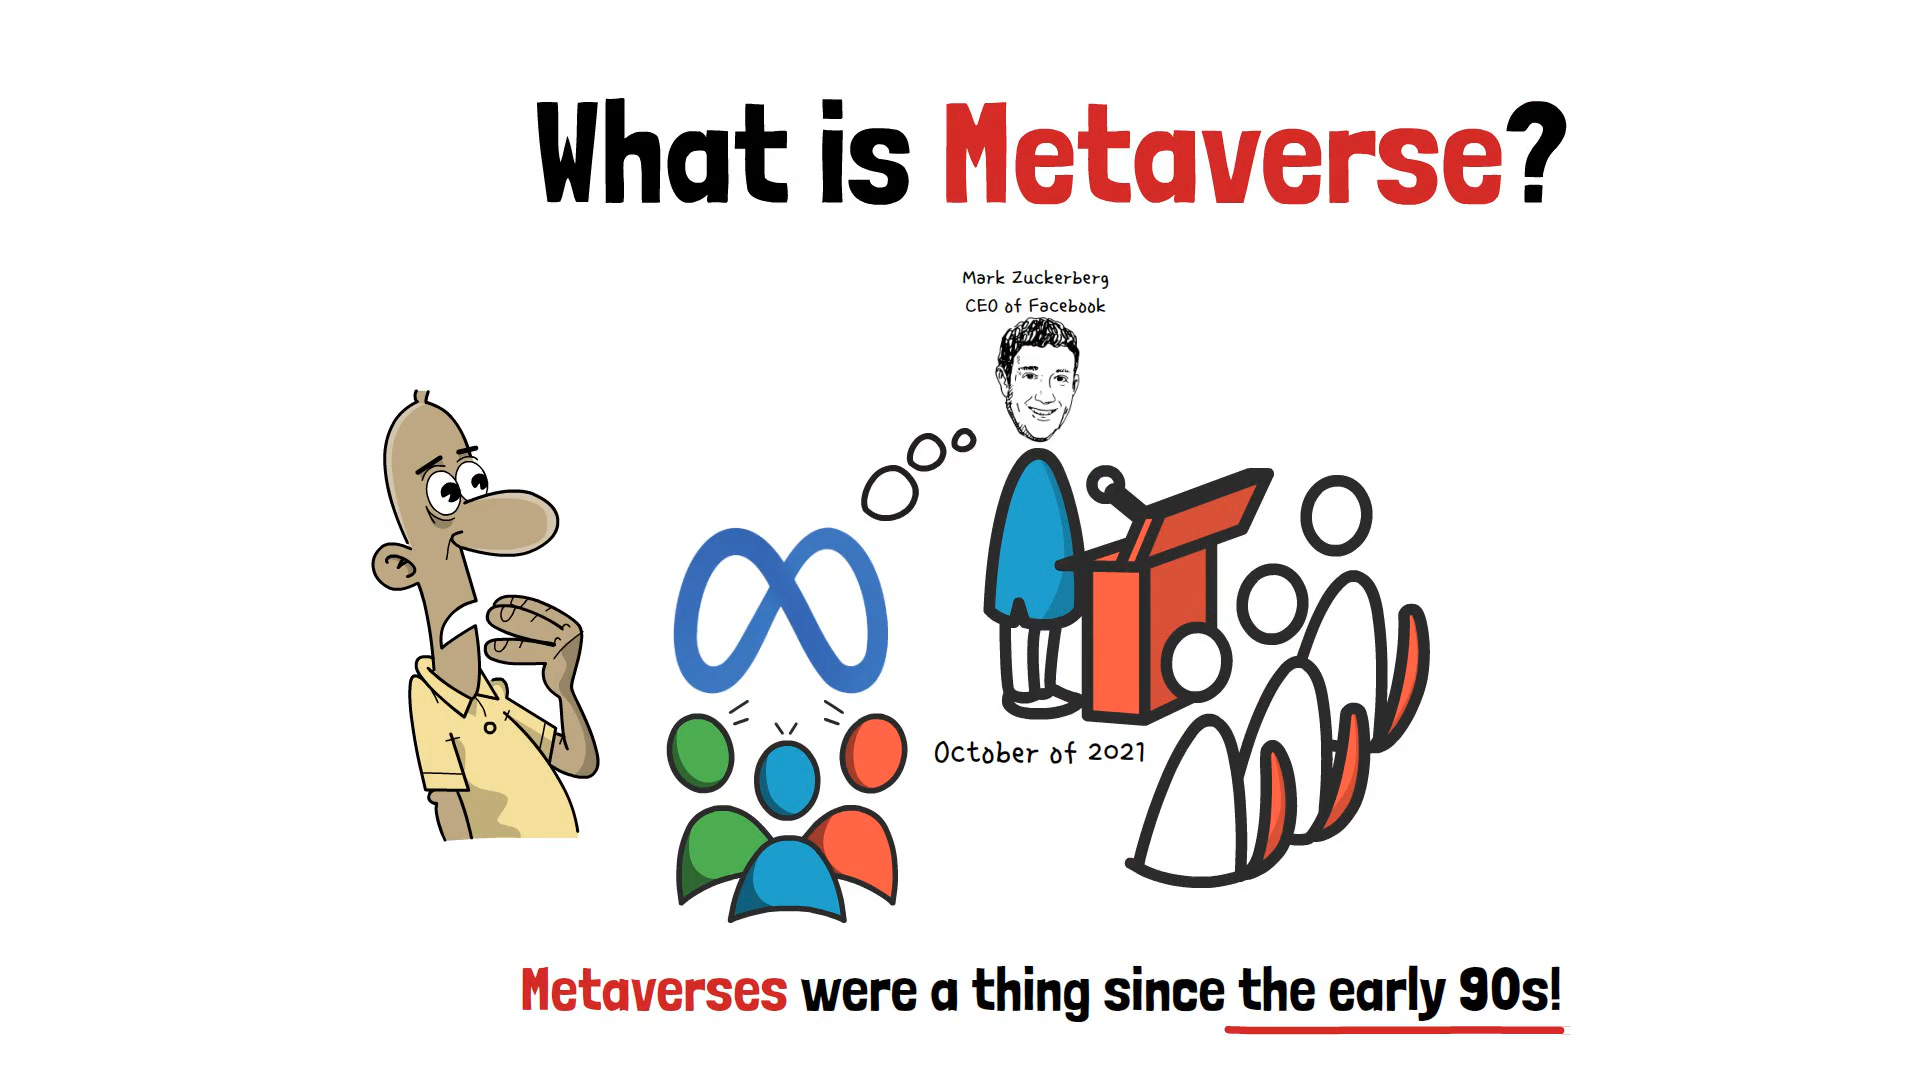 What is Metaverse?
Mark Zuckerberg
CEO of Facebook
October of 2021
Metaverses were a thing since the early 90s!